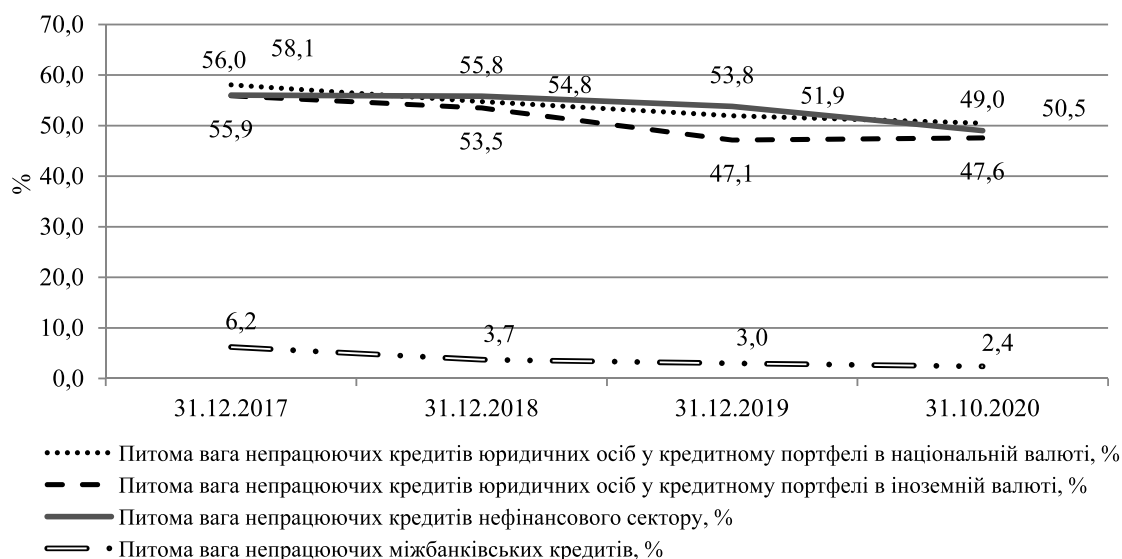 70,0
60,0
50,0
40,0
30,0
20,0
10,0
0,0
%
56,0 58,1 55,8 54,8 53,8 51,9 49,0 50,5
55,9 53,5 47,1 47,6
6,2 3,7 3,0 2,4
31.12.2017 31.12.2018 31.12.2019 31.10.2020
Питома вага непрацюючих кредитів юридичних осіб у кредитному портфелі в національній валюті, %
Питома вага непрацюючих кредитів юридичних осіб у кредитному портфелі в іноземній валюті, %
Питома вага непрацюючих кредитів нефінансового сектору, %
Питома вага непрацюючих міжбанківських кредитів, %